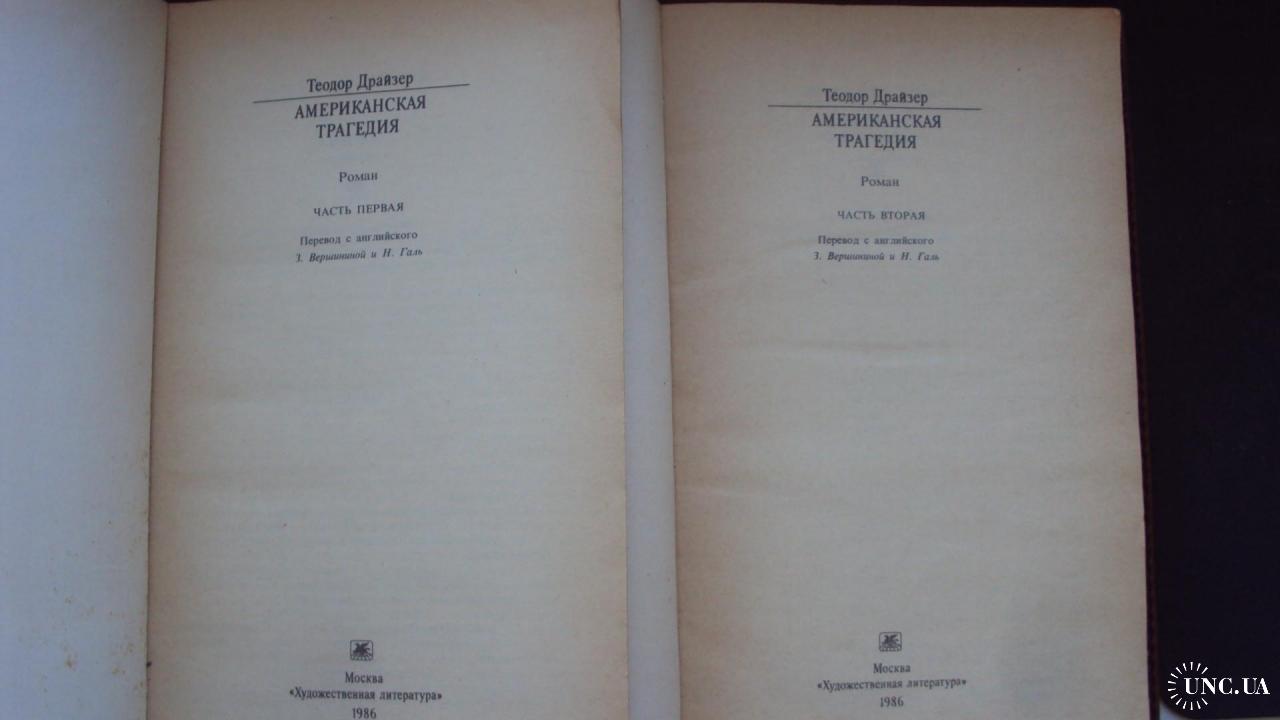 Теодор Драйзер
АМЕРИКАНСКАЯ
ТРАГЕДИЯ
Роман
ЧАСТЬ ПЕРВАЯ
Перевод с английского
З. Вершининой и Н. Галь
Москва
«Художественная литература»
1986
Теодор Драйзер
АМЕРИКАНСКАЯ
ТРАГЕДИЯ
Роман
ЧАСТЬ ВТОРАЯ
Перевод с английского
З. Вершининой и Н. Галь
Москва
«Художественная литература»
1986
UNC.UA